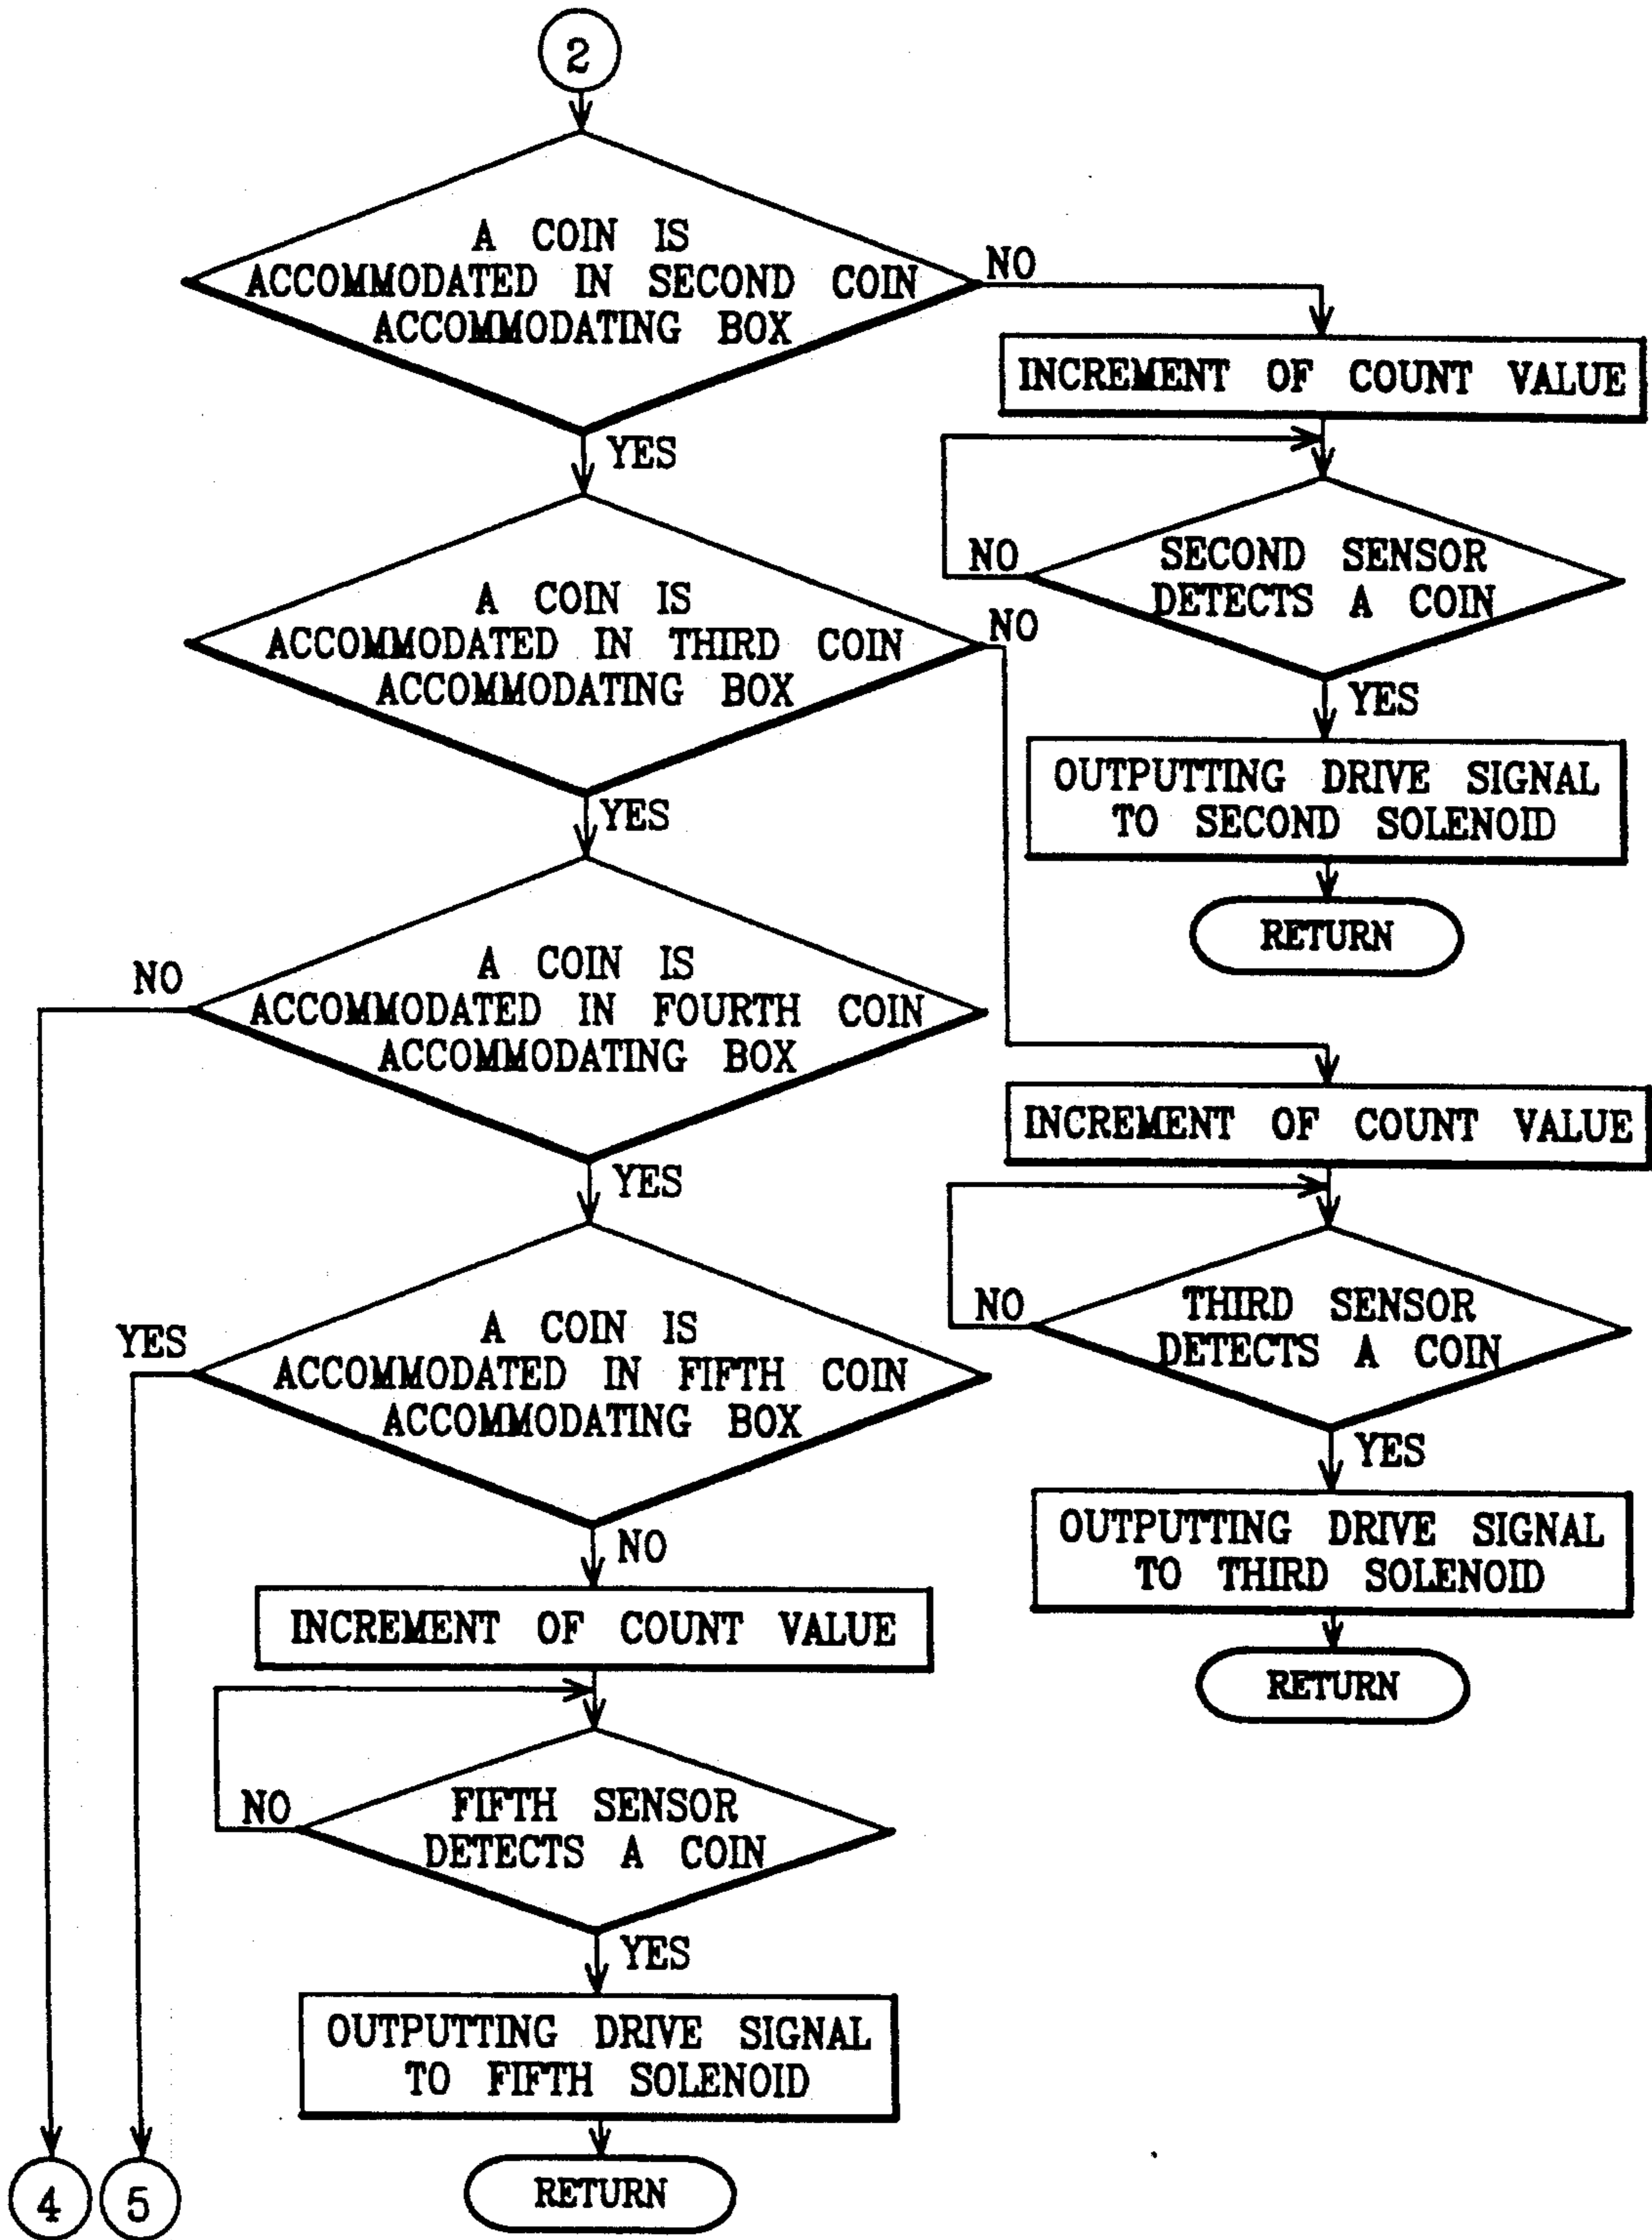 2
A COIN IS
ACCOMMODATED IN SECOND COIN
ACCOMMODATING BOX
NO
YES
INCREMENT OF COUNT VALUE
SECOND SENSOR
DETECTS A COIN
NO
YES
OUTPUTTING DRIVE SIGNAL
TO SECOND SOLENOID
RETURN
A COIN IS
ACCOMMODATED IN THIRD COIN
ACCOMMODATING BOX
NO
YES
INCREMENT OF COUNT VALUE
THIRD SENSOR
DETECTS A COIN
NO
YES
OUTPUTTING DRIVE SIGNAL
TO THIRD SOLENOID
RETURN
A COIN IS
ACCOMMODATED IN FOURTH COIN
ACCOMMODATING BOX
NO
YES
A COIN IS
ACCOMMODATED IN FIFTH COIN
ACCOMMODATING BOX
YES
NO
INCREMENT OF COUNT VALUE
FIFTH SENSOR
DETECTS A COIN
NO
YES
OUTPUTTING DRIVE SIGNAL
TO FIFTH SOLENOID
RETURN
4
5